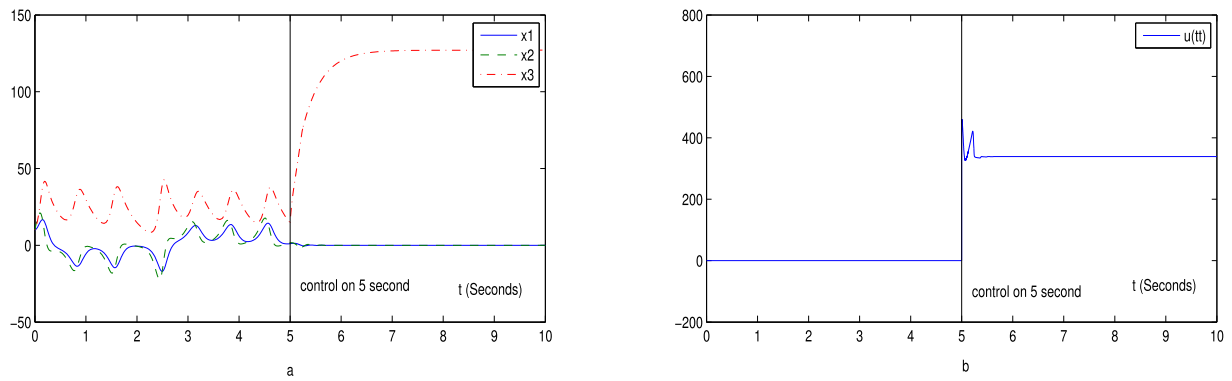 150
100
50
0
−50
x1
x2
x3
control on 5 second
t (Seconds)
0 1 2 3 4 5 6 7 8 9 10
a
800
600
400
200
0
−200
u(tt)
control on 5 second
t (Seconds)
0 1 2 3 4 5 6 7 8 9 10
b